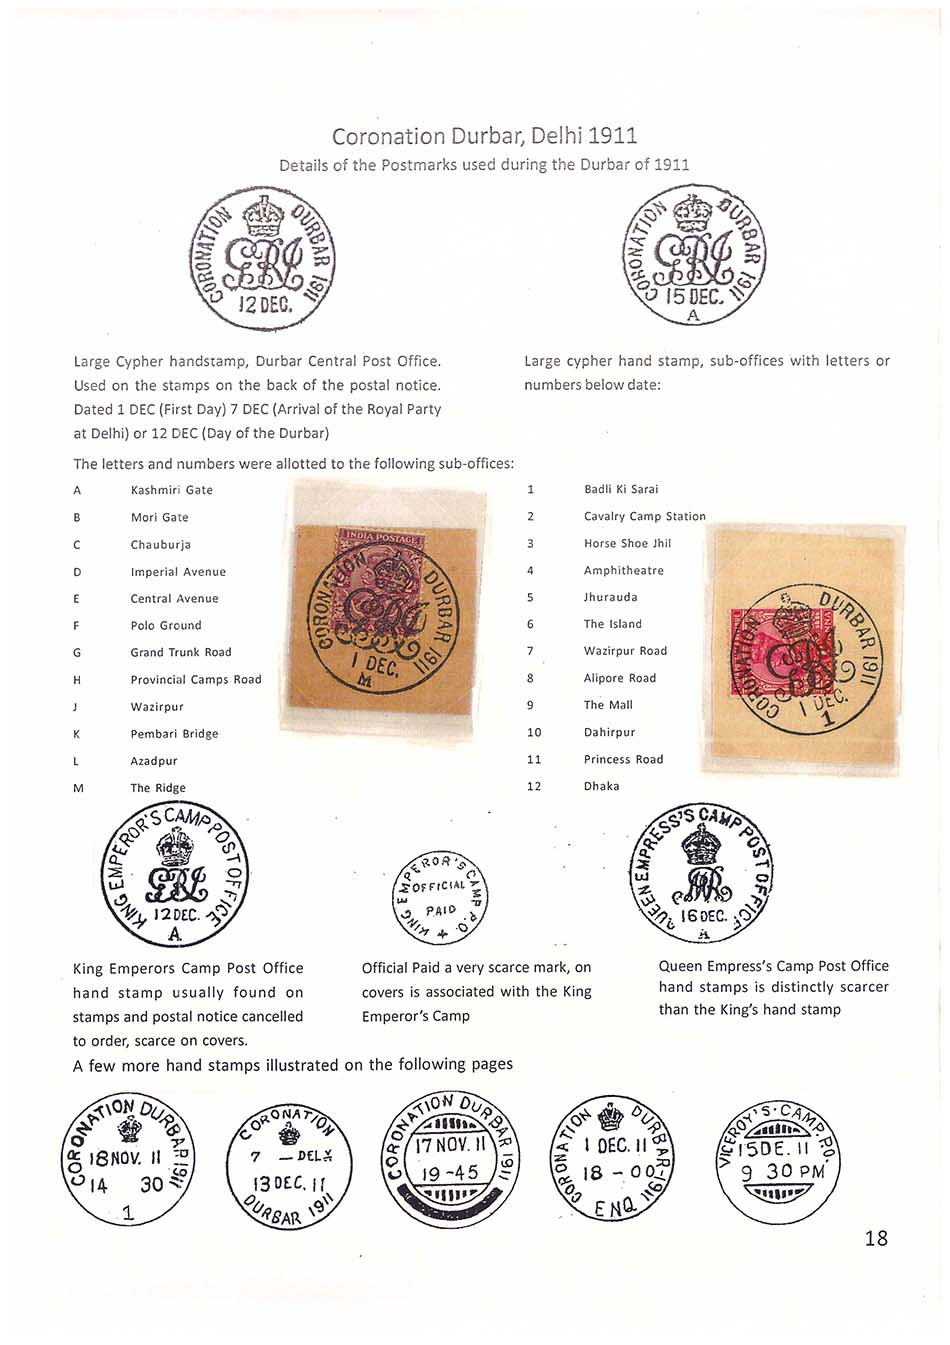 Coronation Durbar, Delhi 1911
Details of the Postmarks used during the Durbar of 1911
CORONATION DURBAR 1911
12 DEC.
CORONATION DURBAR 1911
15 DEC.
A
Large Cypher handstamp, Durbar Central Post Office.
Used on the stamps on the back of the postal notice.
Dated 1 DEC (First Day) 7 DEC (Arrival of the Royal Party
at Delhi) or 12 DEC (Day of the Durbar)
Large cypher hand stamp, sub-offices with letters or
numbers below date:
The letters and numbers were allotted to the following sub-offices:
A Kashmiri Gate
B Mori Gate
C Chauburja
D Imperial Avenue
E Central Avenue
F Polo Ground
G Grand Trunk Road
H Provincial Camps Road
J Wazirpur
K Pembari Bridge
L Azadpur
M The Ridge
INDIA POSTAGE
CORONATION DURBAR 1911
1 DEC.
M
1 Badli Ki Sarai
2 Cavalry Camp Station
3 Horse Shoe Jhil
4 Amphitheatre
5 Jhurauda
6 The Island
7 Wazirpur Road
8 Alipore Road
9 The Mall
10 Dahirpur
11 Princess Road
12 Dhaka
CORONATION DURBAR 1911
1 DEC.
1
KING EMPEROR'S CAMP POST OFFICE
12 DEC.
A
KING EMPEROR'S CAMP P.O.
OFFICIAL
PAID
QUEEN EMPRESS'S CAMP POST OFFICE
16 DEC.
A
King Emperors Camp Post Office
hand stamp usually found on
stamps and postal notice cancelled
to order, scarce on covers.
Official Paid a very scarce mark, on
covers is associated with the King
Emperor's Camp
Queen Empress's Camp Post Office
hand stamps is distinctly scarcer
than the King's hand stamp
A few more hand stamps illustrated on the following pages
CORONATION DURBAR 1911
18 NOV. 11
14 30
1
CORONATION
7 – DELY
13 DEC. 11
DURBAR 1911
CORONATION DURBAR 1911
17 NOV. 11
19 -45
CORONATION DURBAR-1911
1 DEC. 11
18 - 00
ENQ
VICEROY'S·CAMP.P.O.
15 DE. 11
9 30 PM
18